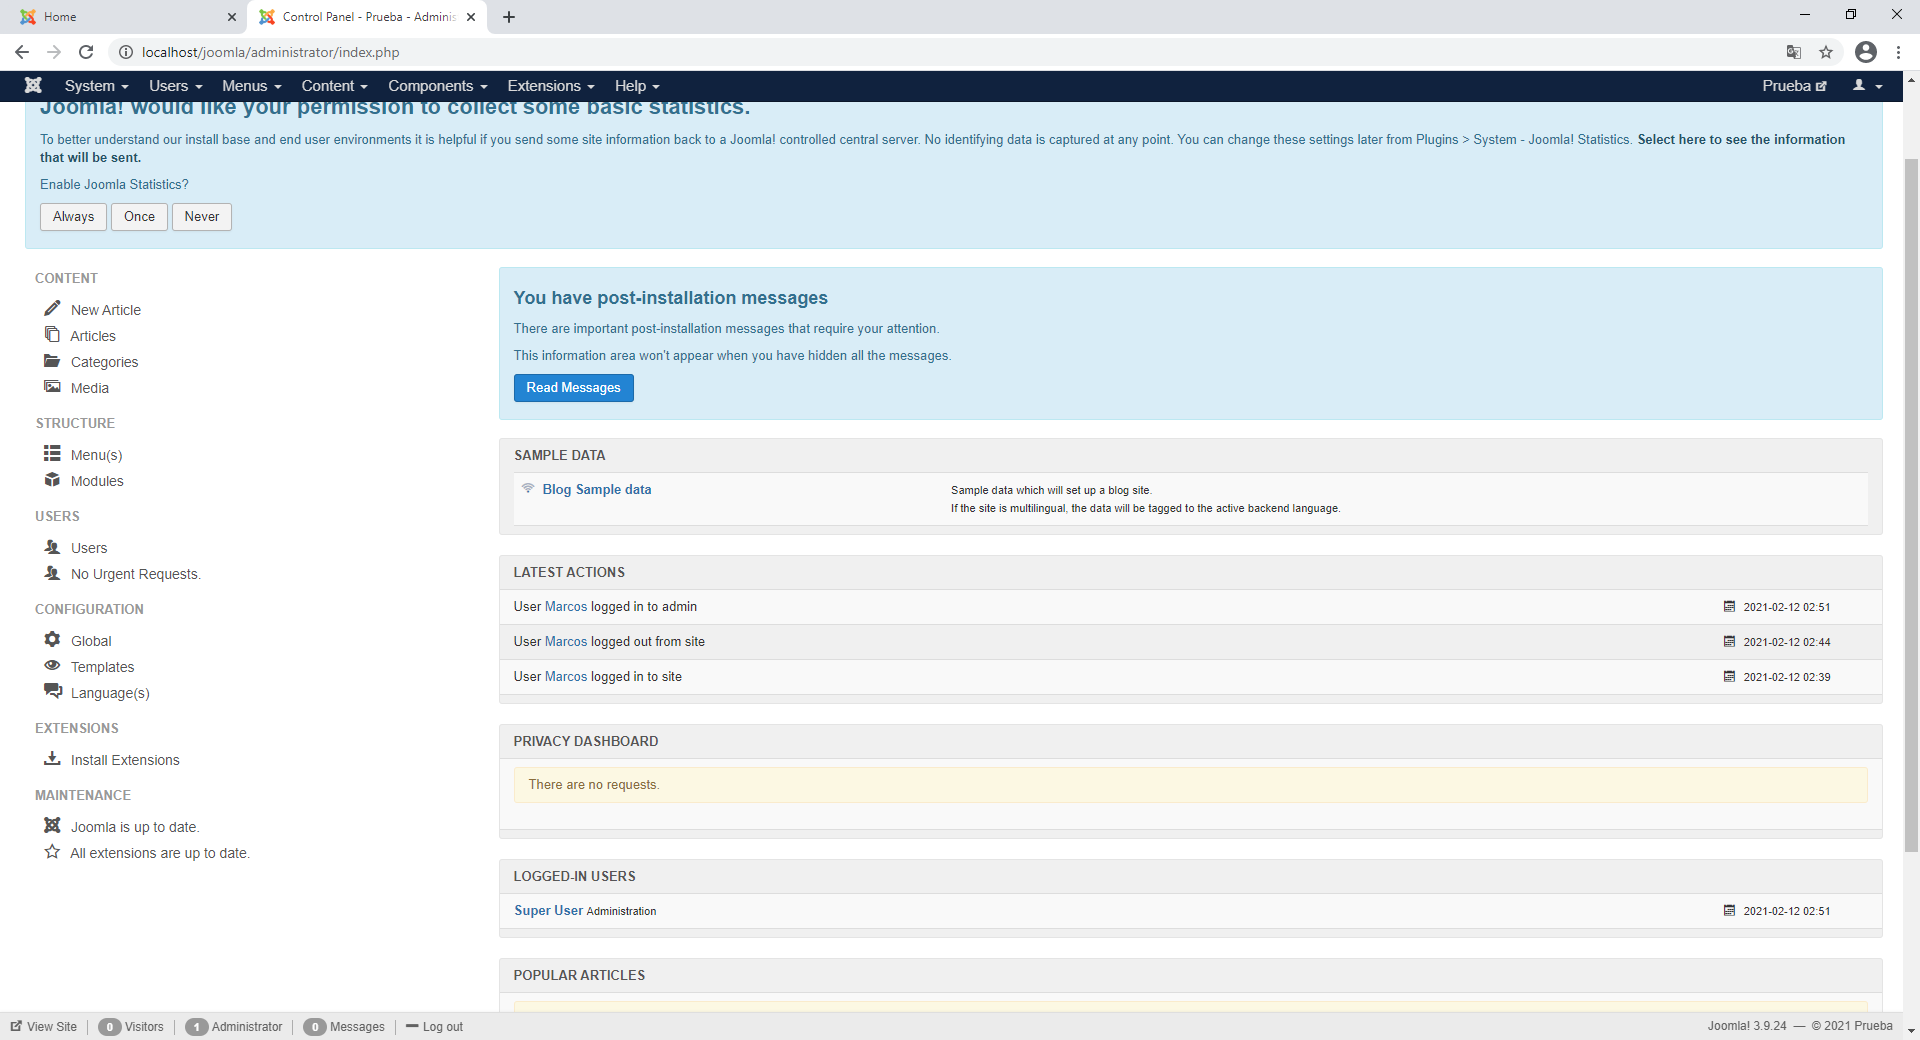 Home
Control Panel - Prueba - Adminis
localhost/joomla/administrator/index.php
System Users Menus Content Components Extensions Help Prueba
Joomla! would like your permission to collect some basic statistics.
To better understand our install base and end user environments it is helpful if you send some site information back to a Joomla! controlled central server. No identifying data is captured at any point. You can change these settings later from Plugins > System - Joomla! Statistics. Select here to see the information
that will be sent.
Enable Joomla Statistics?
Always Once Never
CONTENT
New Article
Articles
Categories
Media
STRUCTURE
Menu(s)
Modules
USERS
Users
No Urgent Requests.
CONFIGURATION
Global
Templates
Language(s)
EXTENSIONS
Install Extensions
MAINTENANCE
Joomla is up to date.
All extensions are up to date.
You have post-installation messages
There are important post-installation messages that require your attention.
This information area won't appear when you have hidden all the messages.
Read Messages
SAMPLE DATA
Blog Sample data
Sample data which will set up a blog site.
If the site is multilingual, the data will be tagged to the active backend language.
LATEST ACTIONS
User Marcos logged in to admin 2021-02-12 02:51
User Marcos logged out from site 2021-02-12 02:44
User Marcos logged in to site 2021-02-12 02:39
PRIVACY DASHBOARD
There are no requests.
LOGGED-IN USERS
Super User Administration 2021-02-12 02:51
POPULAR ARTICLES
View Site 0 Visitors 1 Administrator 0 Messages Log out Joomla! 3.9.24 — © 2021 Prueba